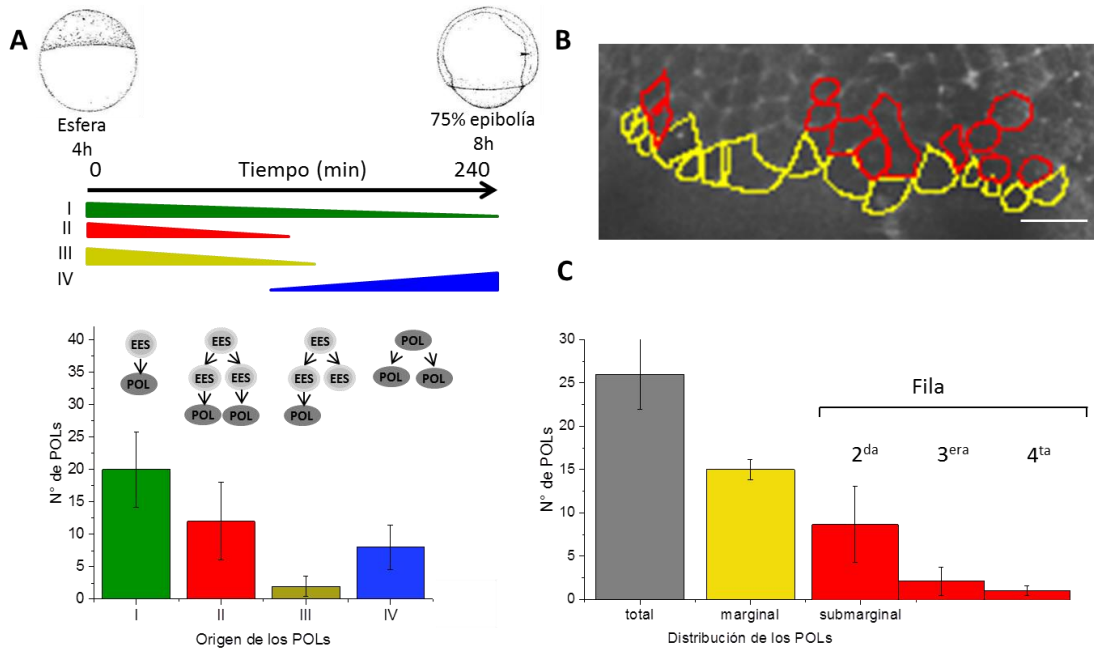 A
Esfera
4h
75% epibolía
8h
0 Tiempo (min) 240
I
II
III
IV
40
35
30
25
20
15
10
5
0
N° de POLs
EES
POL
EES
EES EES
POL POL
EES
EES EES
POL
POL
POL POL
I II III IV
Origen de los POLs
B
C
30
25
20
15
10
5
0
N° de POLs
Fila
2da 3era 4ta
total marginal submarginal
Distribución de los POLs